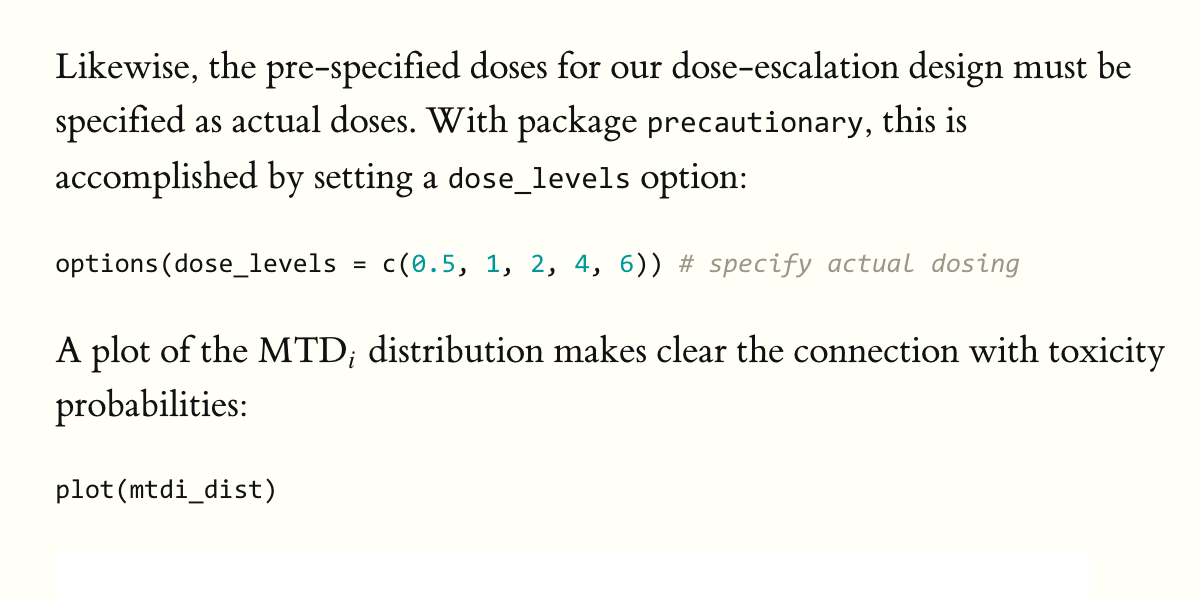 Likewise, the pre-specified doses for our dose-escalation design must be
specified as actual doses. With package precautionary, this is
accomplished by setting a dose_levels option:
options(dose_levels = c(0.5, 1, 2, 4, 6)) # specify actual dosing
A plot of the MTDi distribution makes clear the connection with toxicity
probabilities:
plot(mtdi_dist)